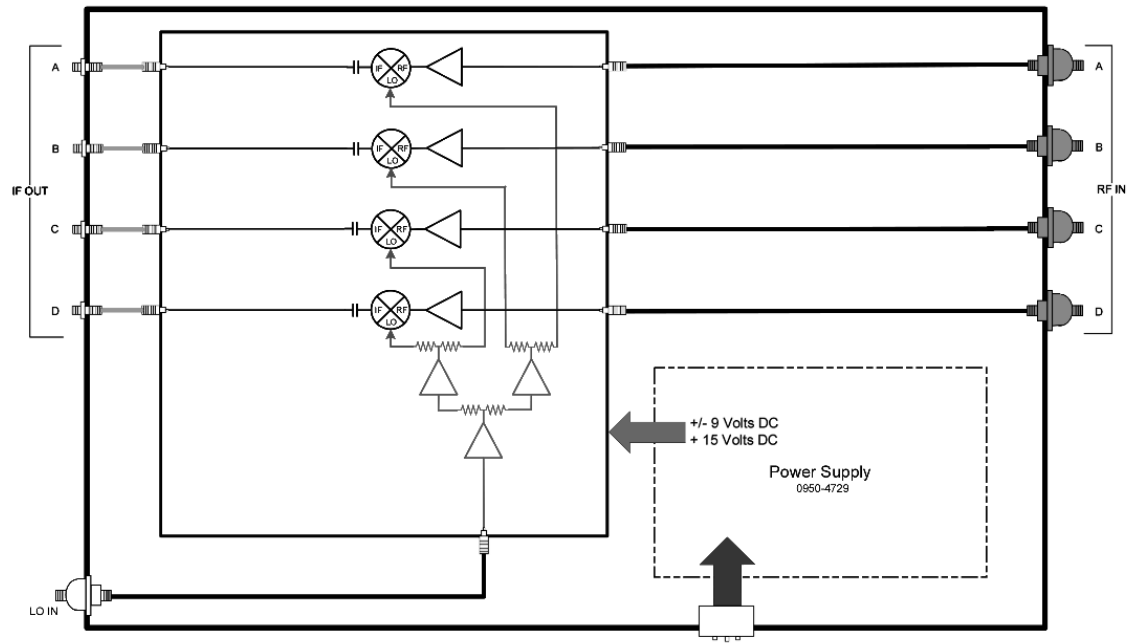 A
IF
RF
LO
A
B
IF
RF
LO
B
IF OUT
RF IN
C
IF
RF
LO
C
D
IF
RF
LO
D
+/- 9 Volts DC
+ 15 Volts DC
Power Supply
0950-4729
LO IN
L